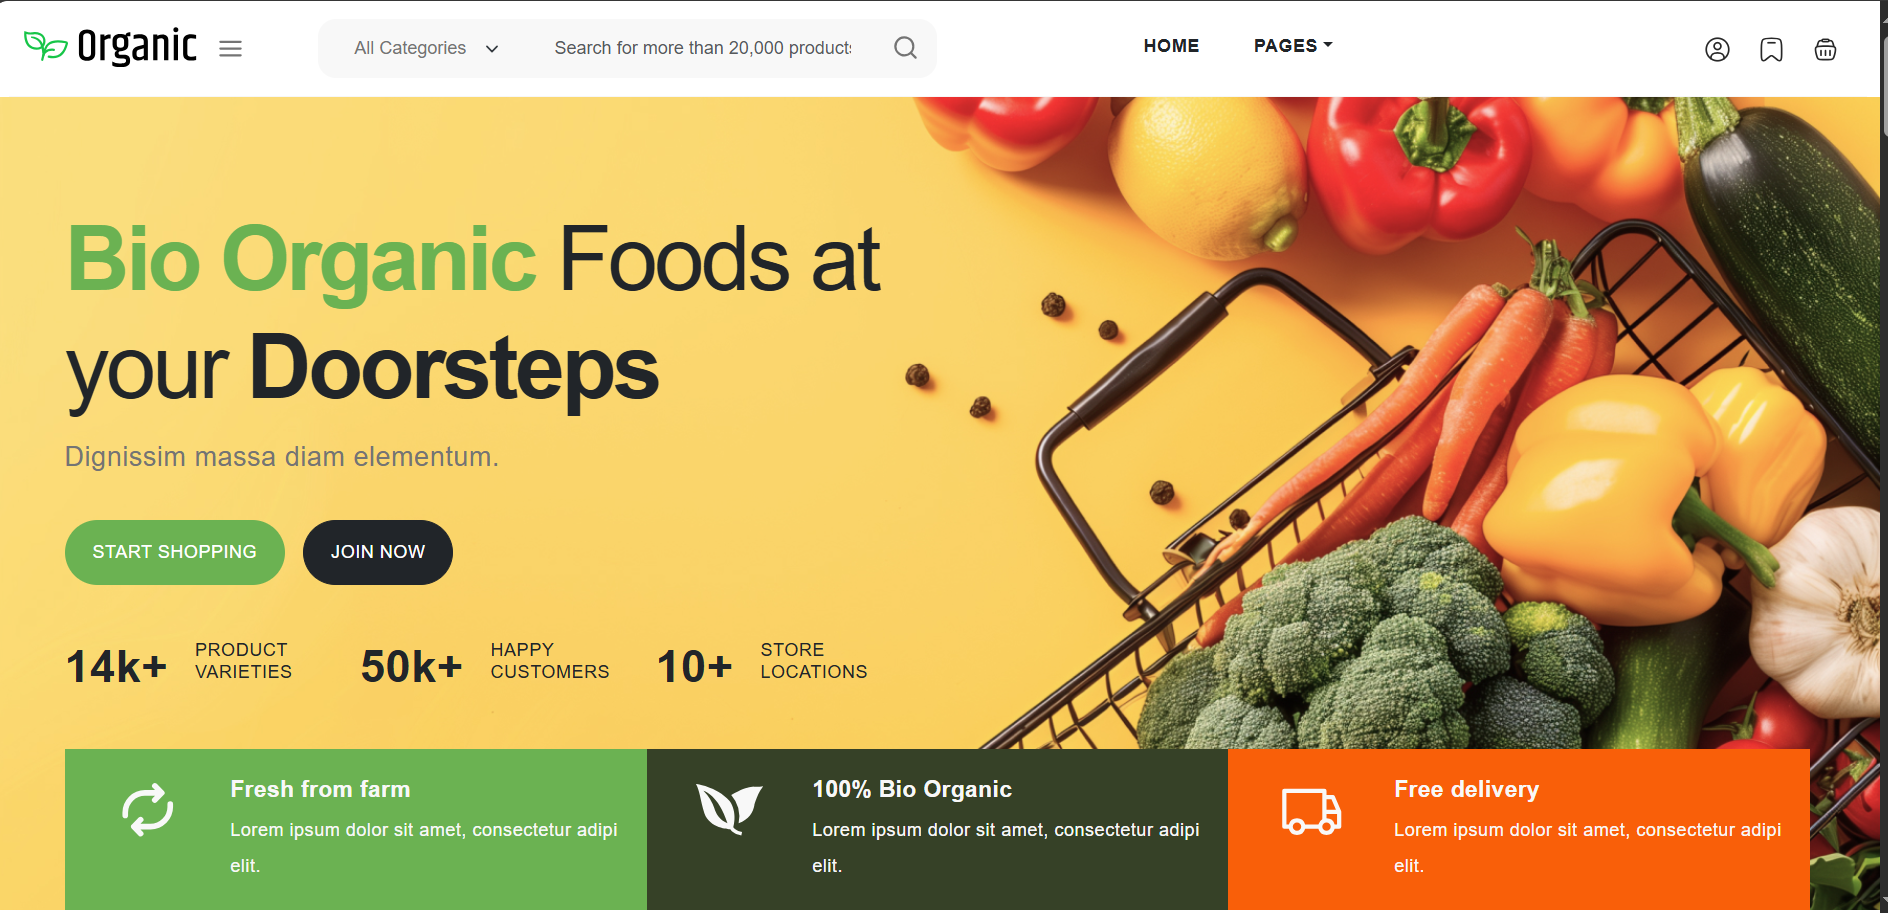 Organic
All Categories
Search for more than 20,000 products
HOME
PAGES
Bio Organic Foods at
your Doorsteps
Dignissim massa diam elementum.
START SHOPPING
JOIN NOW
14k+
PRODUCT
VARIETIES
50k+
HAPPY
CUSTOMERS
10+
STORE
LOCATIONS
Fresh from farm
Lorem ipsum dolor sit amet, consectetur adipi
elit.
100% Bio Organic
Lorem ipsum dolor sit amet, consectetur adipi
elit.
Free delivery
Lorem ipsum dolor sit amet, consectetur adipi
elit.